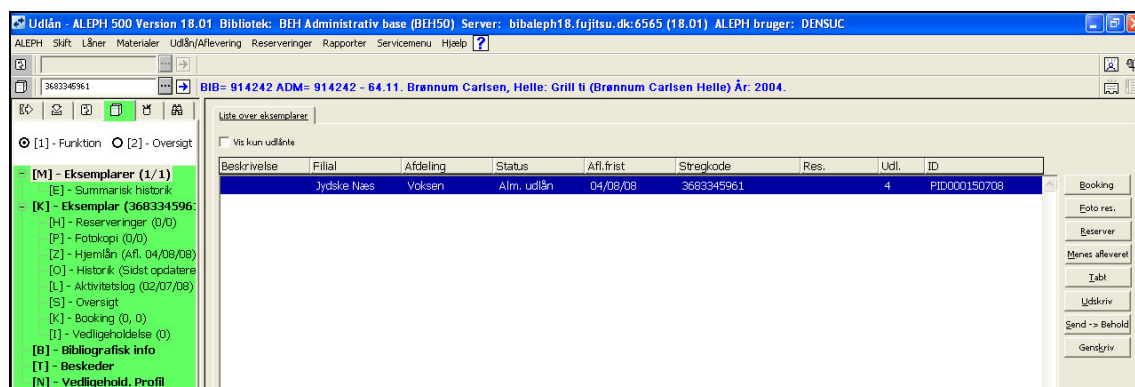 Udlån - ALEPH 500 Version 18.01 Bibliotek: BEH Administrativ base (BEH50) Server: bibaleph18.fujitsu.dk:6565 (18.01) ALEPH bruger: DENSUC
ALEPH Skift Låner Materialer Udlån/Aflevering Reserveringer Rapporter Servicemenu Hjælp ?
3683345961 BIB= 914242 ADM= 914242 - 64.11. Brønnum Carlsen, Helle: Grill ti (Brønnum Carlsen Helle) År: 2004.
Liste over eksemplarer
[1] - Funktion [2] - Oversigt
Vis kun udlånte
Beskrivelse Filial Afdeling Status Afl.frist Stregkode Res. Udl. ID
Jydske Næs Voksen Alm. udlån 04/08/08 3683345961 4 PID000150708
[M] - Eksemplarer (1/1)
[E] - Summarisk historik
[K] - Eksemplar (368334596
[H] - Reserveringer (0/0)
[P] - Fotokopi (0/0)
[Z] - Hjemlån (Afl. 04/08/08)
[O] - Historik (Sidst opdatere
[L] - Aktivitetslog (02/07/08)
[S] - Oversigt
[K] - Booking (0, 0)
[I] - Vedligeholdelse (0)
[B] - Bibliografisk info
[T] - Beskeder
[N] - Vedligehold. Profil
Booking
Foto res.
Reserver
Menes afleveret
Tabt
Udskriv
Send -> Behold
Genskriv